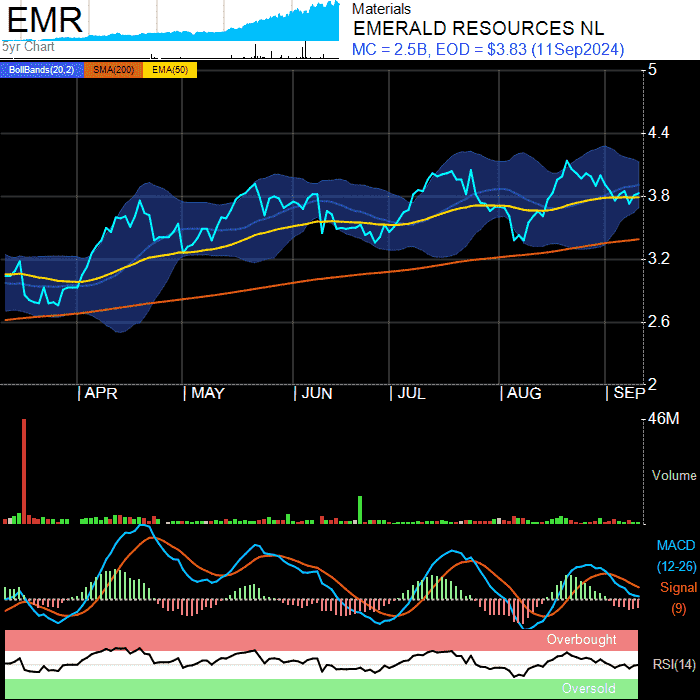 EMR
5yr Chart
Materials
EMERALD RESOURCES NL
MC = 2.5B, EOD = $3.83 (11Sep2024)
BollBands(20,2) SMA(200) EMA(50)
5
4.4
3.8
3.2
2.6
2
APR MAY JUN JUL AUG SEP
46M
Volume
MACD
(12-26)
Signal
(9)
Overbought
RSI(14)
Oversold